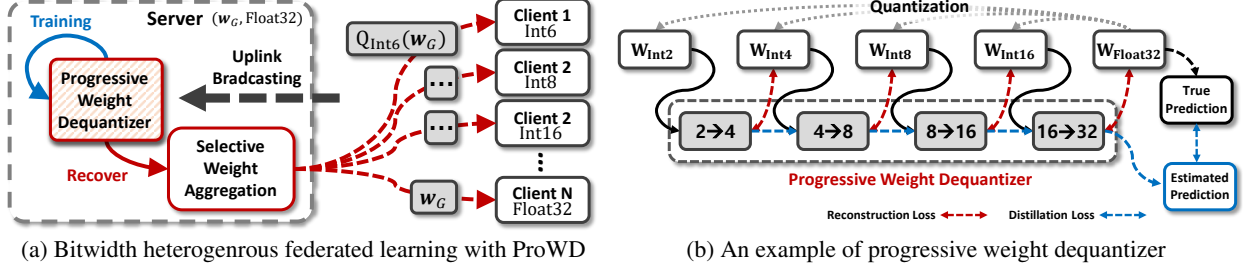 Server (w_G, Float32)
Training
Progressive
Weight
Dequantizer
Uplink
Bradcasting
Recover
Selective
Weight
Aggregation
Q_Int6(w_G)
...
...
w_G
Client 1
Int6
Client 2
Int8
Client 2
Int16
Client N
Float32
(a) Bitwidth heterogenrous federated learning with ProWD
Quantization
W_Int2
W_Int4
W_Int8
W_Int16
W_Float32
True
Prediction
2→4
4→8
8→16
16→32
Progressive Weight Dequantizer
Estimated
Prediction
Reconstruction Loss
Distillation Loss
(b) An example of progressive weight dequantizer